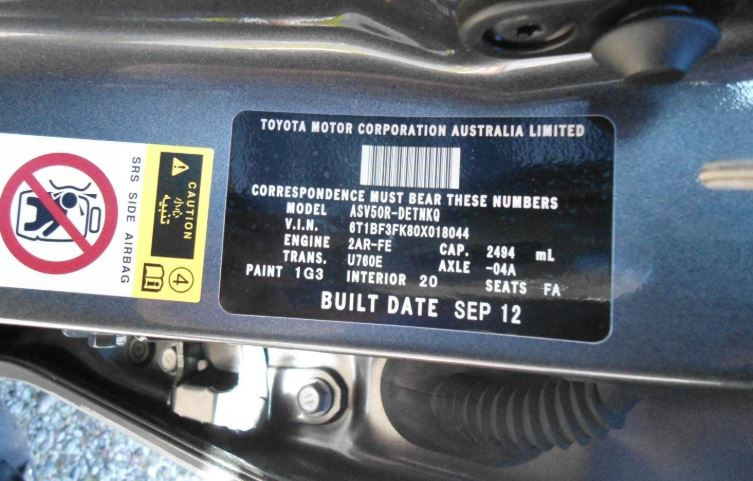 TOYOTA MOTOR CORPORATION AUSTRALIA LIMITED
CORRESPONDENCE MUST BEAR THESE NUMBERS
MODEL ASV50R-DETNKQ
V.I.N. 6T1BF3FK80X018044
ENGINE 2AR-FE CAP. 2494 mL
TRANS. U760E AXLE -04A
PAINT 1G3 INTERIOR 20 SEATS FA
BUILT DATE SEP 12
SRS SIDE AIRBAG
CAUTION
تنبيه
4